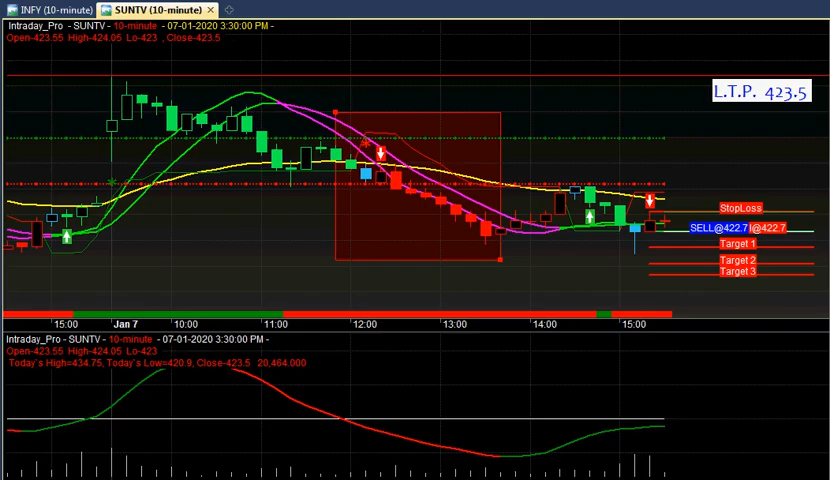 INFY (10-minute) SUNTV (10-minute)
Intraday_Pro - SUNTV - 10-minute - 07-01-2020 3:30:00 PM -
Open-423.55 High=424.05 Lo-423 , Close-423.5
L.T.P. 423.5
StopLoss
SELL@422.7 l@422.7
Target 1
Target 2
Target 3
15:00 Jan 7 10:00 11:00 12:00 13:00 14:00 15:00
Intraday_Pro - SUNTV - 10-minute - 07-01-2020 3:30:00 PM -
Open-423.55 High=424.05 Lo-423
Today's High=434.75, Today's Low=420.9, Close-423.5 20,464.000